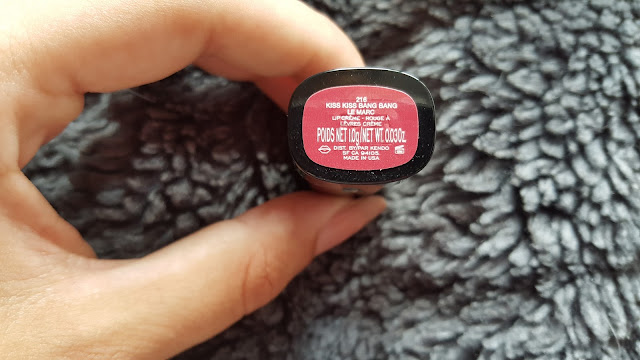 218
KISS KISS BANG BANG
LE MARC
LIP CRÈME - ROUGE À
LÈVRES CRÈME
POIDS NET 1.0g/NET WT. 0.03OZ.
DIST. BY/PAR KENDO
SF CA 94105.
MADE IN USA